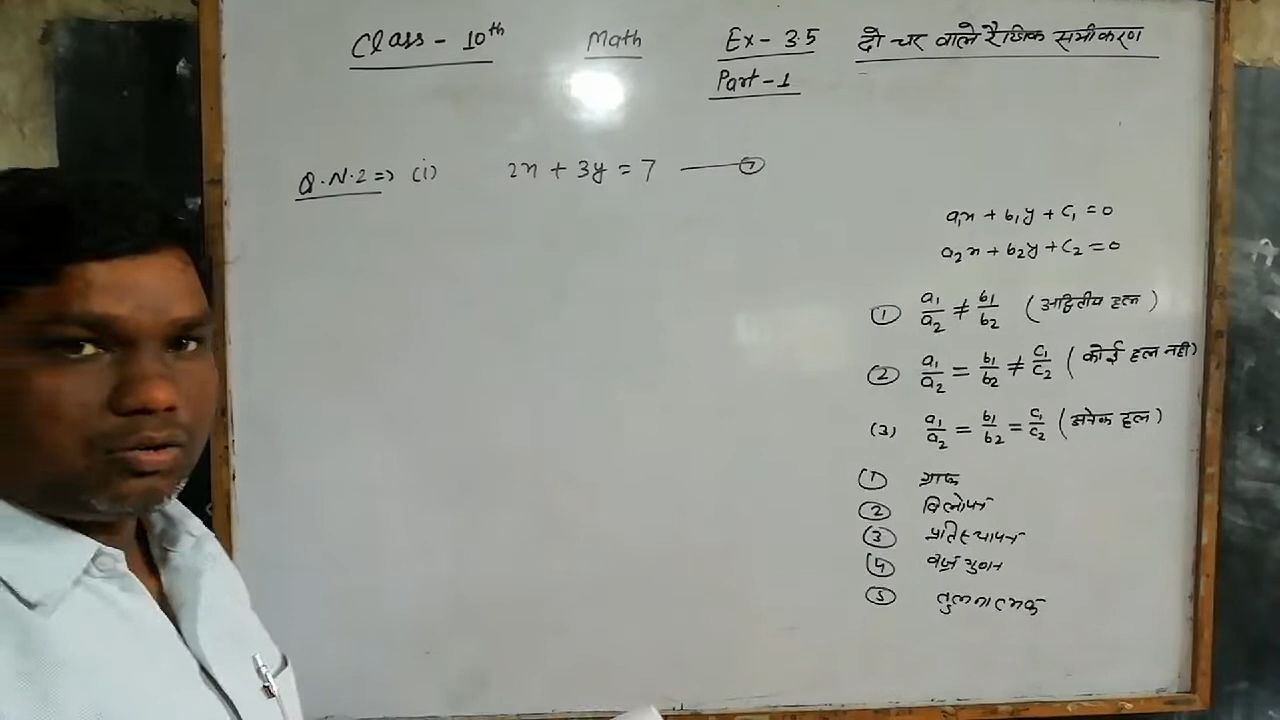 Class - 10th Math Ex - 3.5 दो चर वाले रैखिक समीकरण
Part - 1
Q.N.2 => (i) 2x + 3y = 7 —— ①
a₁x + b₁y + c₁ = 0
a₂x + b₂y + c₂ = 0
① a₁/a₂ ≠ b₁/b₂ (अद्वितीय हल)
② a₁/a₂ = b₁/b₂ ≠ c₁/c₂ (कोई हल नहीं)
(3) a₁/a₂ = b₁/b₂ = c₁/c₂ (अनेक हल)
① ग्राफ
② विलोपन
③ प्रतिस्थापन
④ वज्र गुणन
⑤ तुलनात्मक